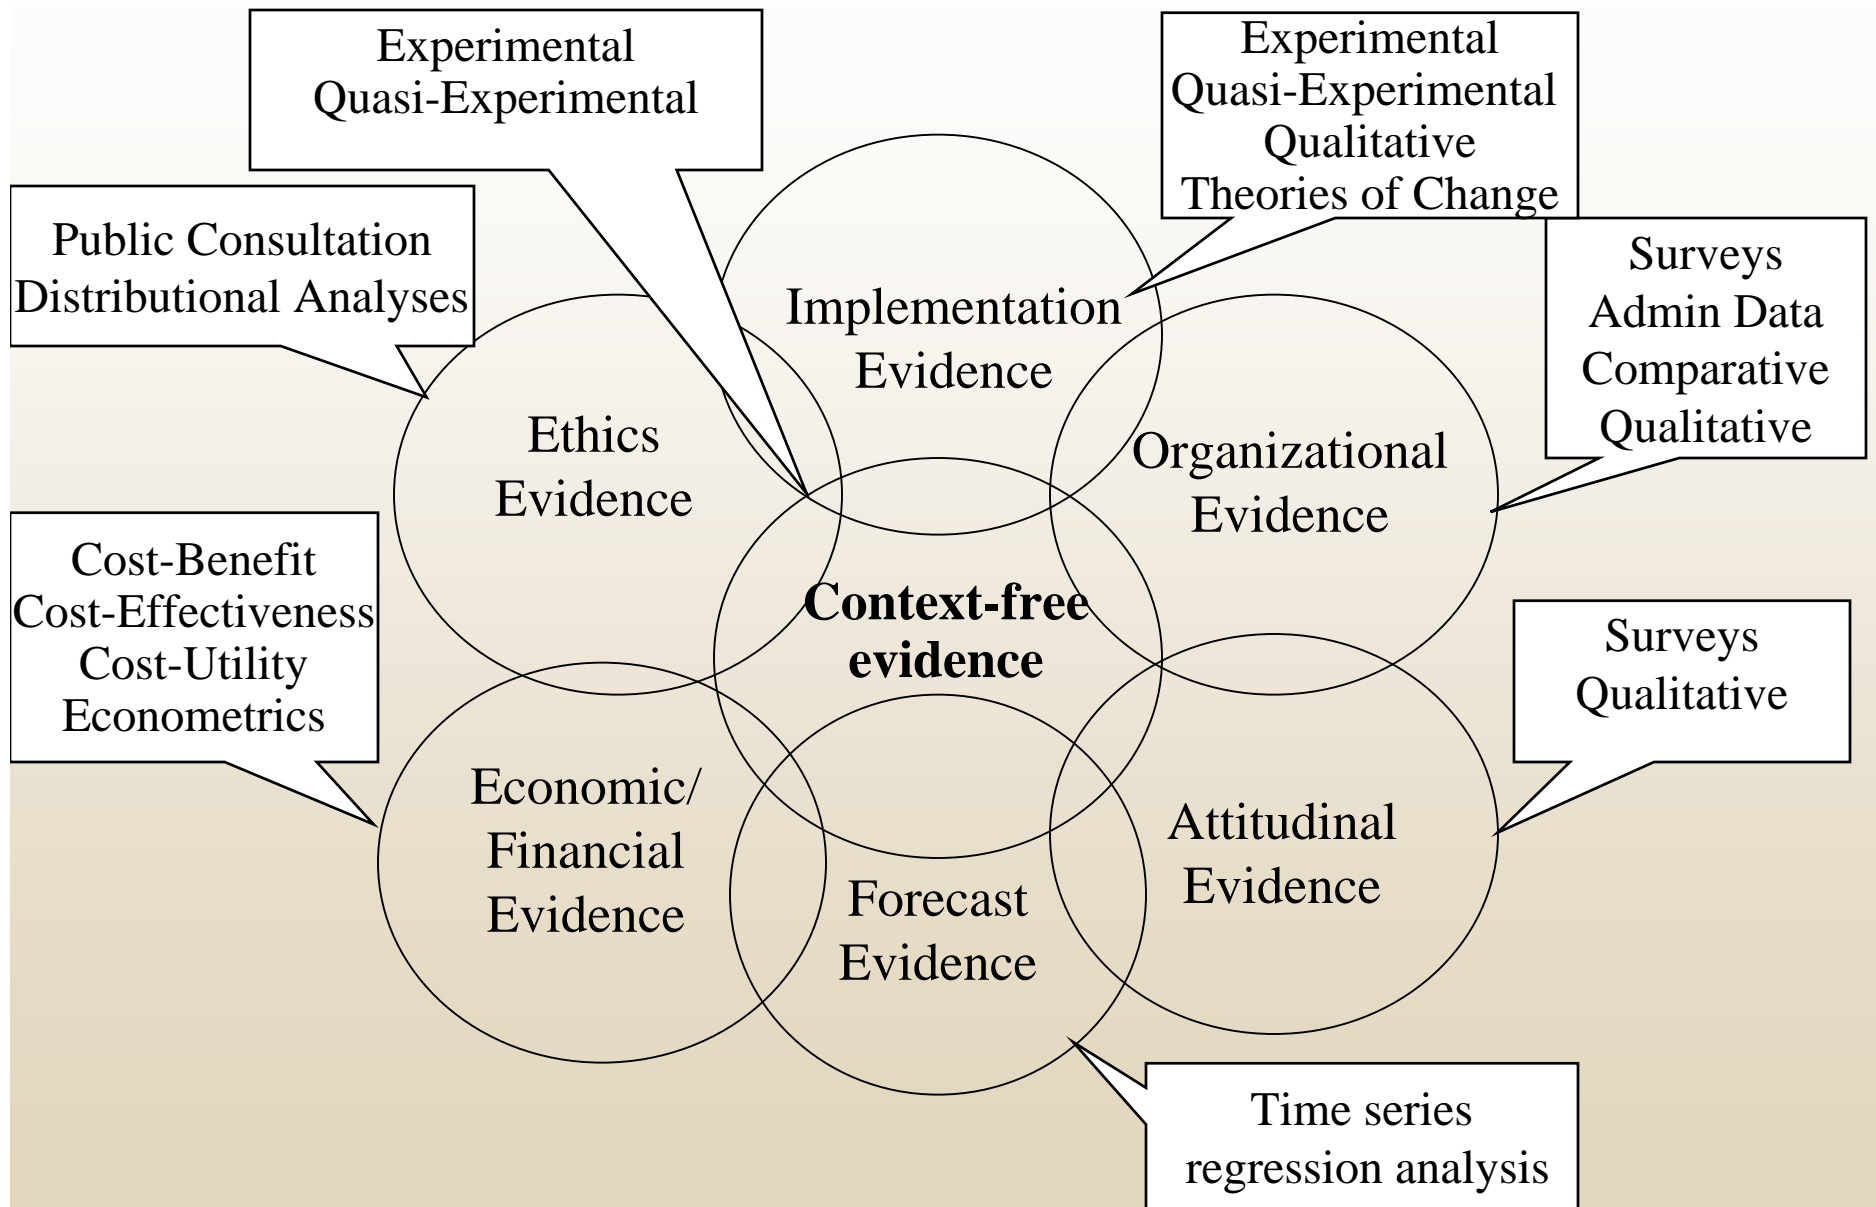 Experimental
Quasi-Experimental
Experimental
Quasi-Experimental
Qualitative
Theories of Change
Public Consultation
Distributional Analyses
Surveys
Admin Data
Comparative
Qualitative
Implementation
Evidence
Ethics
Evidence
Organizational
Evidence
Cost-Benefit
Cost-Effectiveness
Cost-Utility
Econometrics
Context-free
evidence
Surveys
Qualitative
Economic/
Financial
Evidence
Forecast
Evidence
Attitudinal
Evidence
Time series
regression analysis